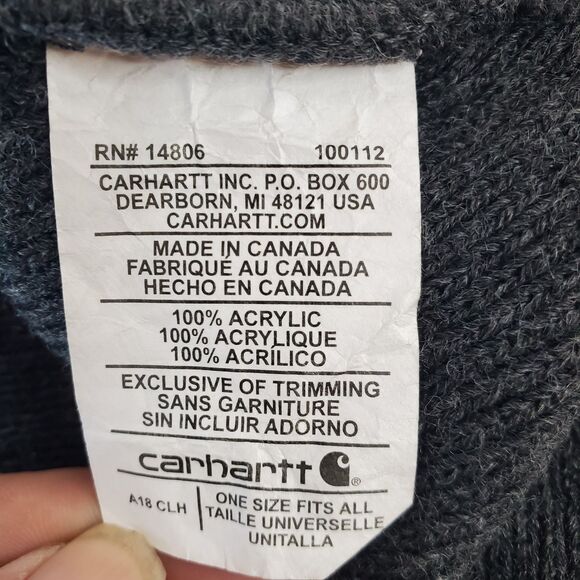 RN# 14806 100112
CARHARTT INC. P.O. BOX 600
DEARBORN, MI 48121 USA
CARHARTT.COM
MADE IN CANADA
FABRIQUÉ AU CANADA
HECHO EN CANADA
100% ACRYLIC
100% ACRYLIQUE
100% ACRÍLICO
EXCLUSIVE OF TRIMMING
SANS GARNITURE
SIN INCLUIR ADORNO
carhartt ®
A18 CLH
ONE SIZE FITS ALL
TAILLE UNIVERSELLE
UNITALLA